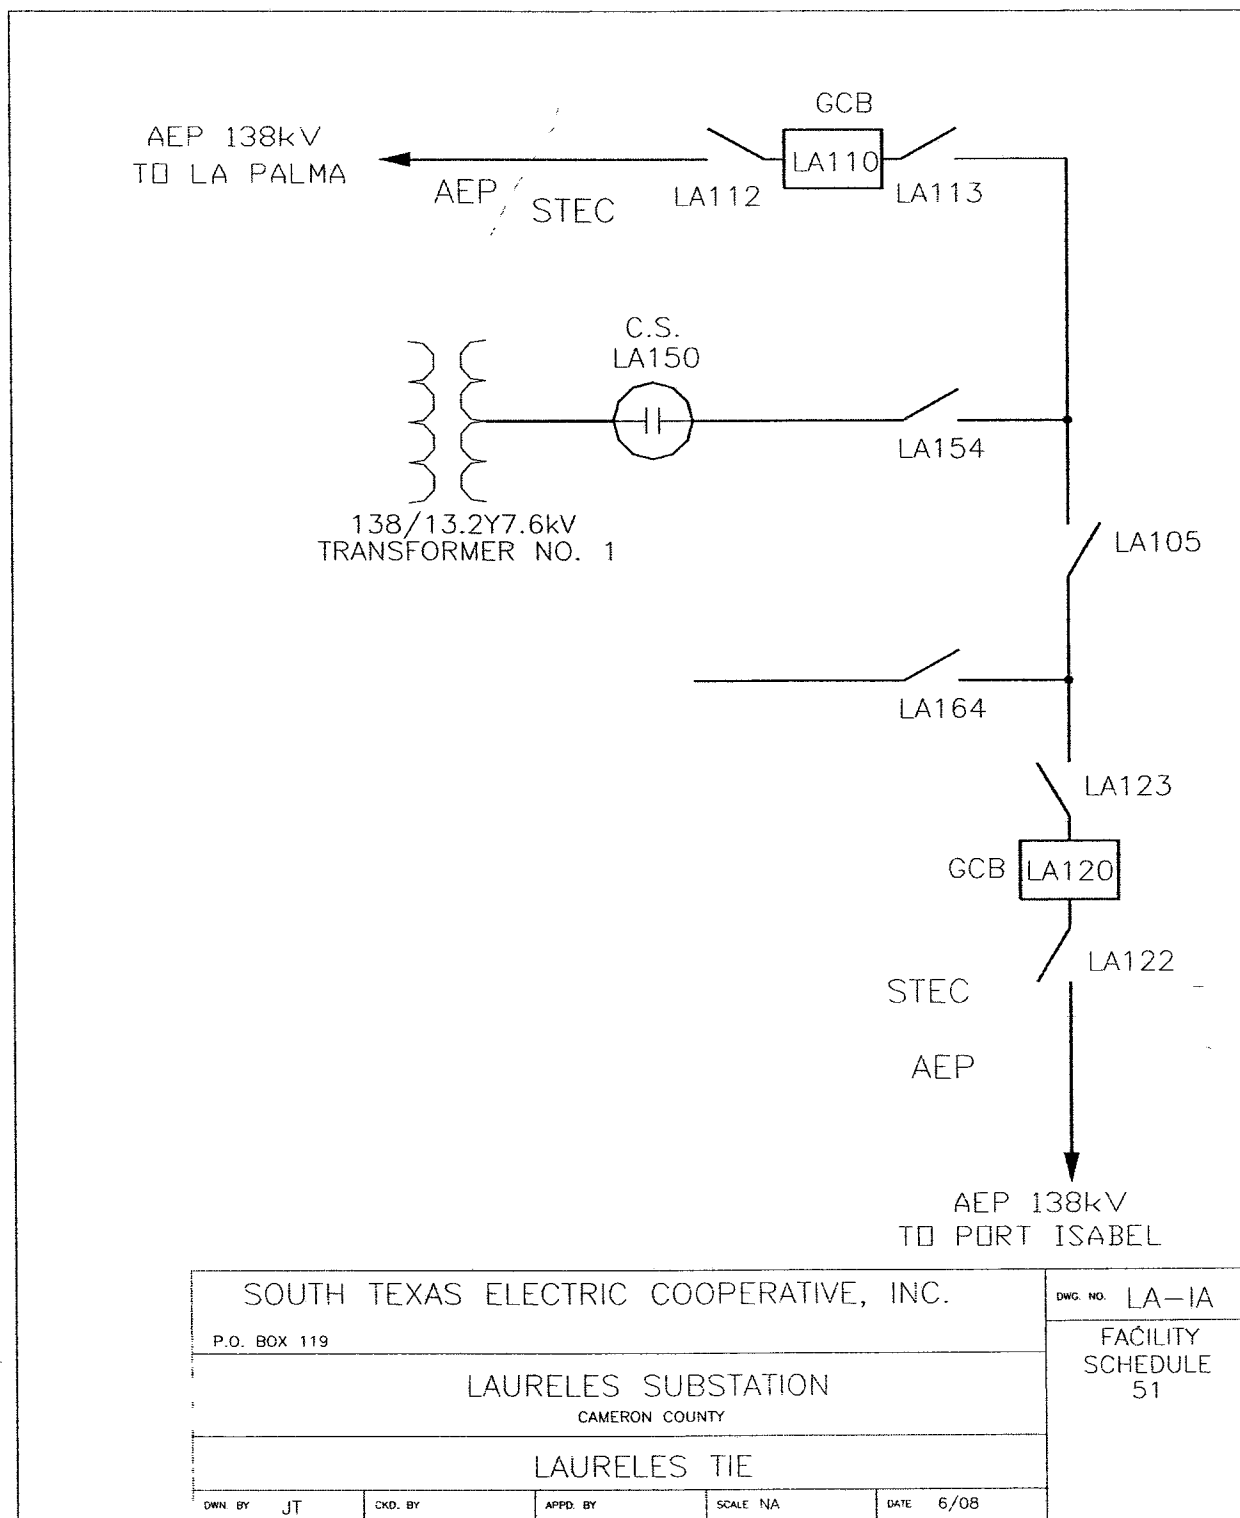 GCB
AEP 138kV
TO LA PALMA
LA110
AEP
STEC
LA112
LA113
C.S.
LA150
LA154
138/13.2Y7.6kV
TRANSFORMER NO. 1
LA105
LA164
LA123
GCB LA120
LA122
STEC
AEP
AEP 138kV
TO PORT ISABEL
SOUTH TEXAS ELECTRIC COOPERATIVE, INC.
P.O. BOX 119
DWG. NO. LA-1A
FACILITY
SCHEDULE
51
LAURELES SUBSTATION
CAMERON COUNTY
LAURELES TIE
DWN BY JT CKD. BY APPD. BY SCALE NA DATE 6/08